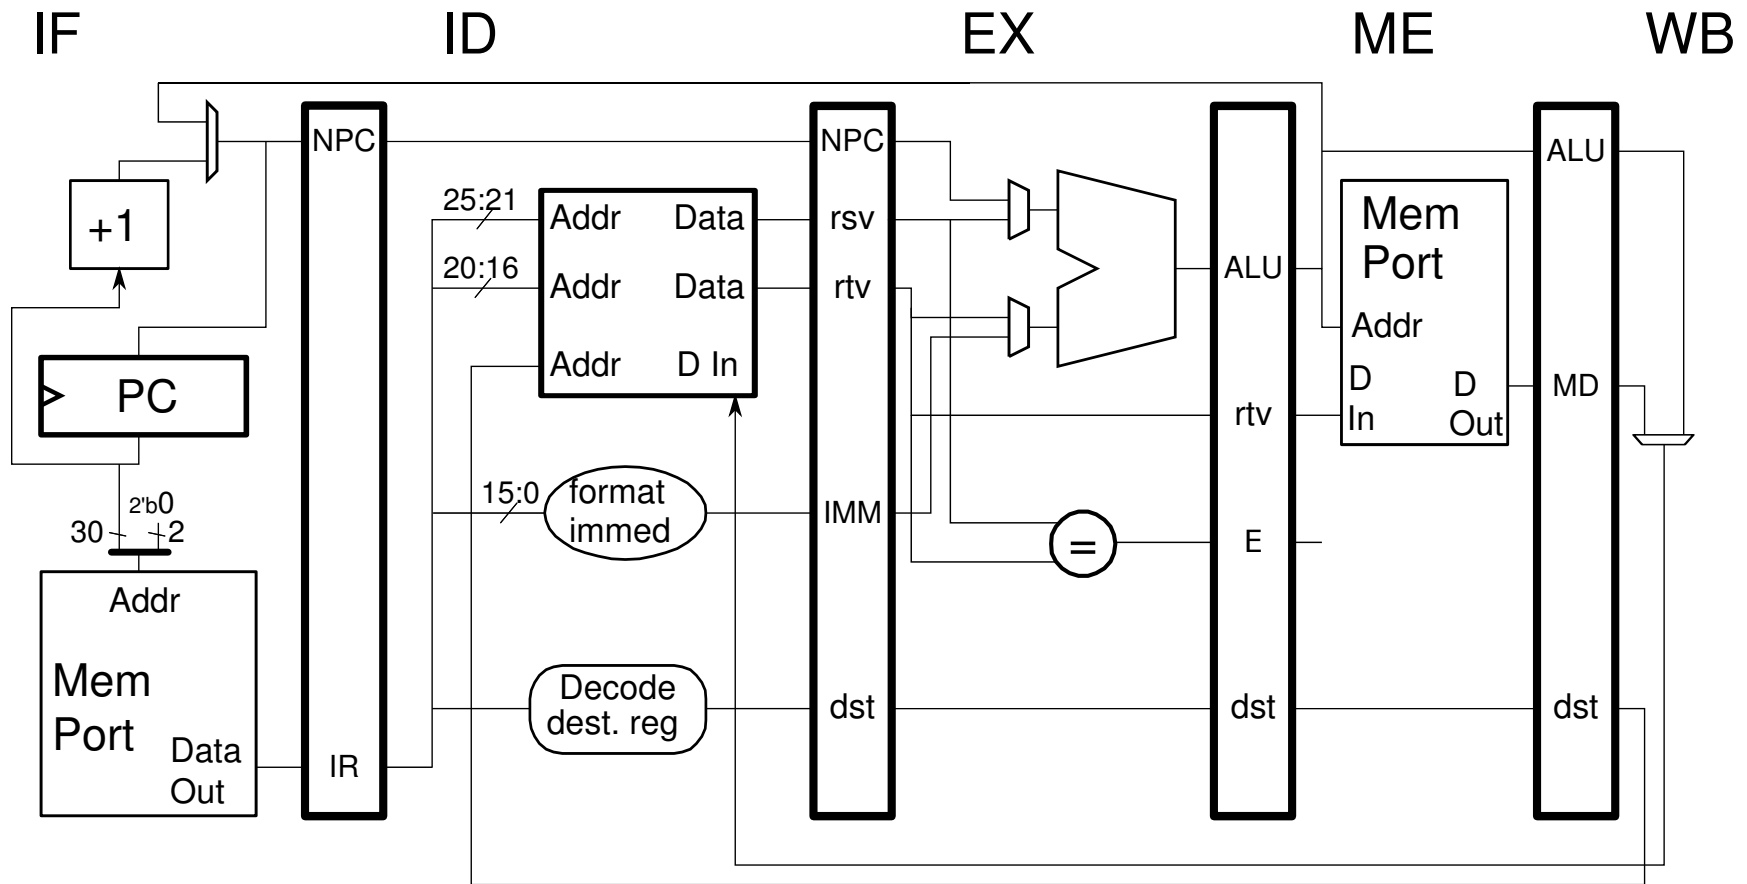 IF ID EX ME WB
NPC NPC ALU
+1
25:21 Addr Data rsv
Mem
Port
20:16 Addr Data rtv ALU
Addr
Addr D In
PC
D D MD
rtv In Out
2'b0
30 2
15:0 format
immed IMM
= E
Addr
Mem
Port
Decode
dest. reg dst dst dst
Data
Out
IR